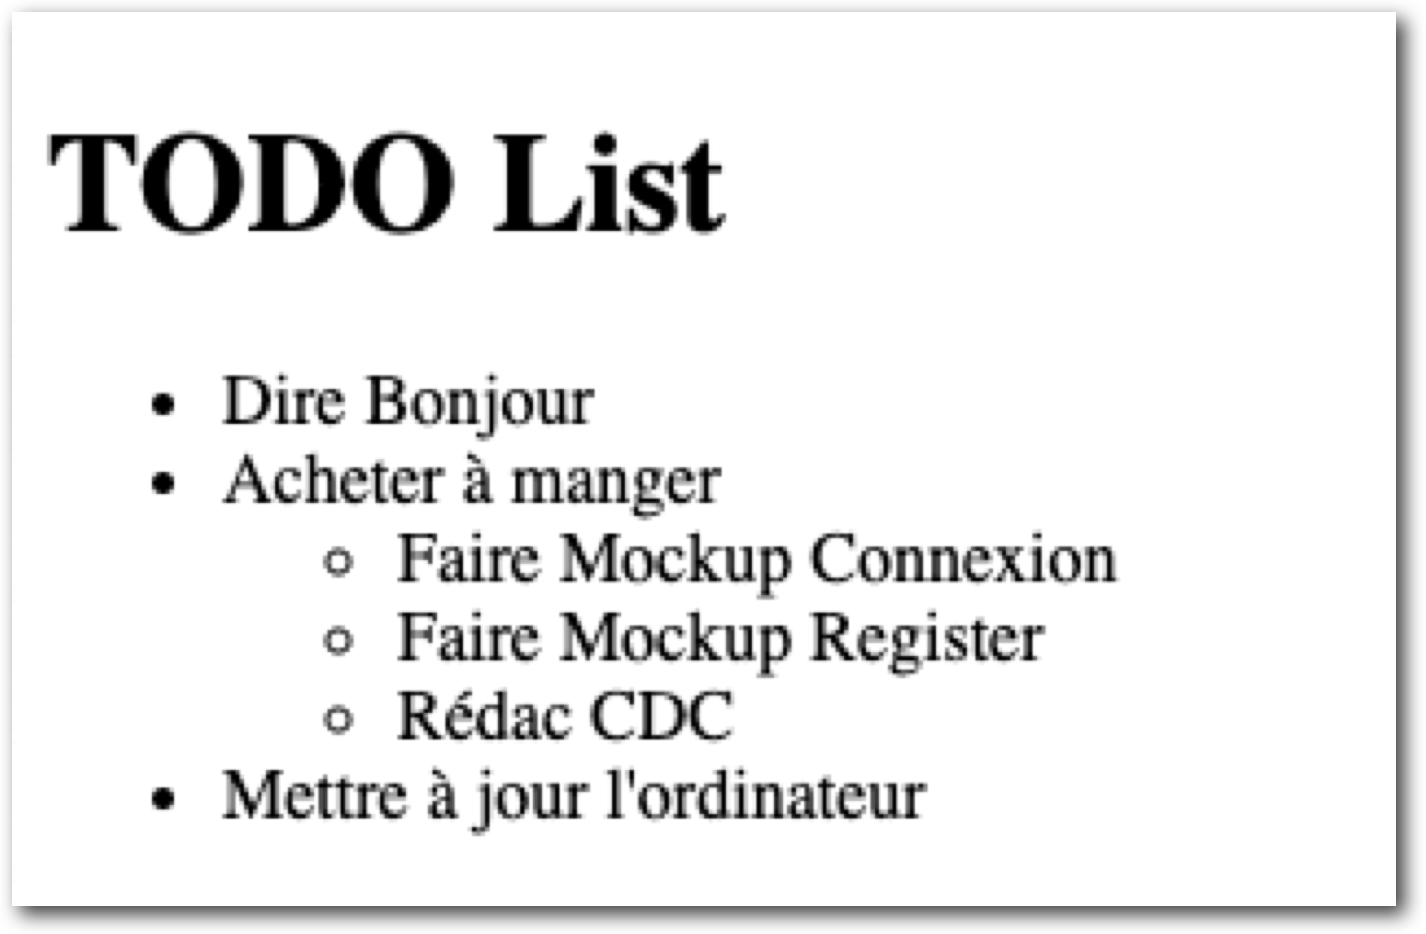 TODO List
Dire Bonjour
Acheter à manger
Faire Mockup Connexion
Faire Mockup Register
Rédac CDC
Mettre à jour l'ordinateur